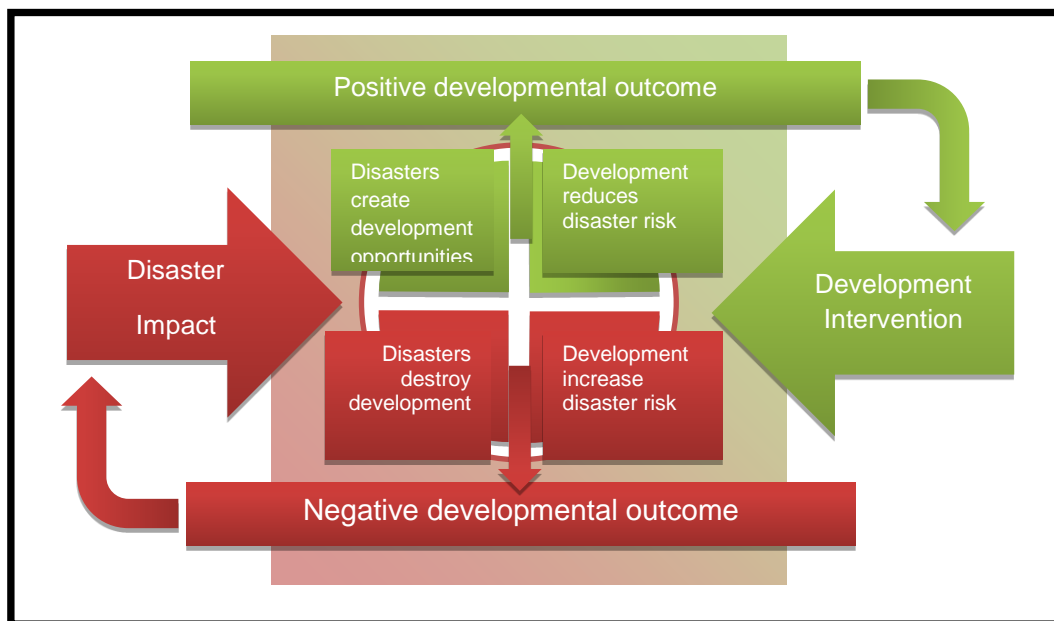 Positive developmental outcome
Disasters
create
development
opportunities
Development
reduces
disaster risk
Disaster
Impact
Development
Intervention
Disasters
destroy
development
Development
increase
disaster risk
Negative developmental outcome